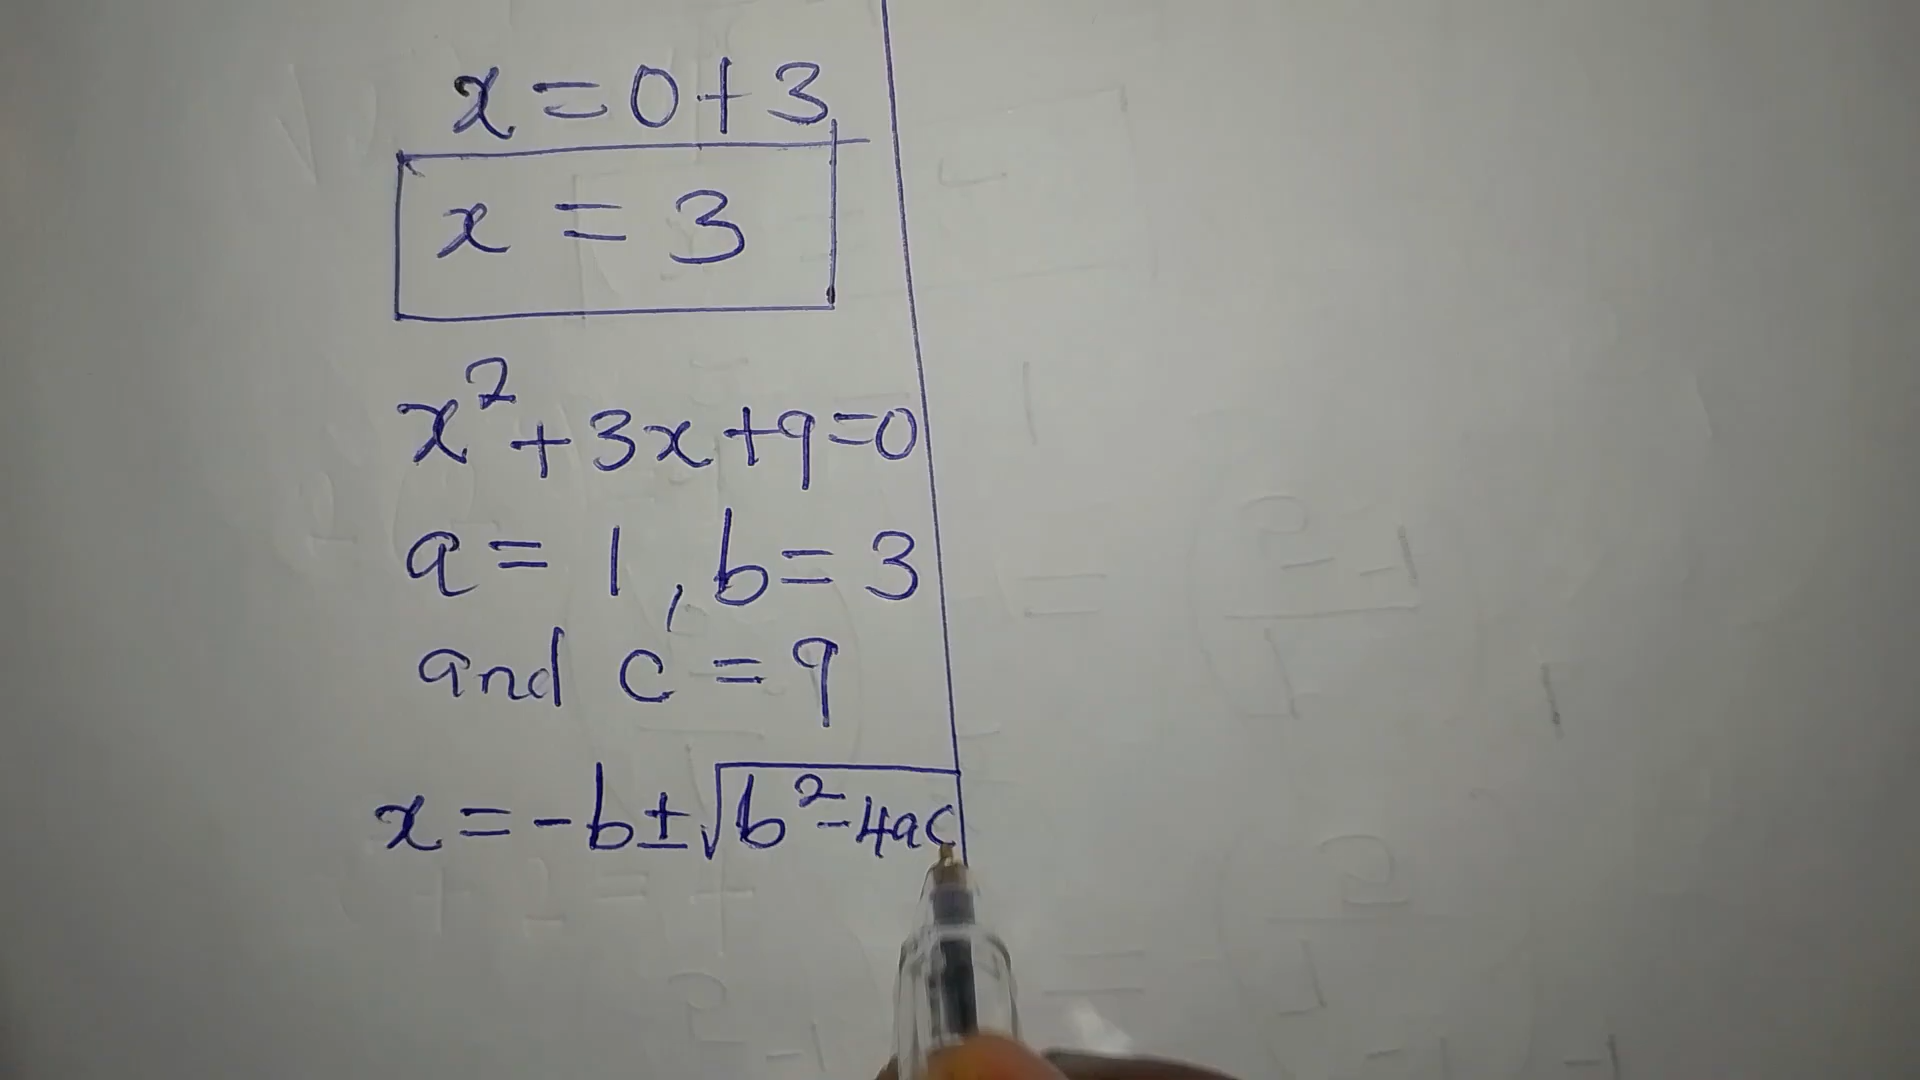 x = 0 + 3
x = 3
x² + 3x + 9 = 0
a = 1, b = 3
and c = 9
x = -b ± √b² - 4ac